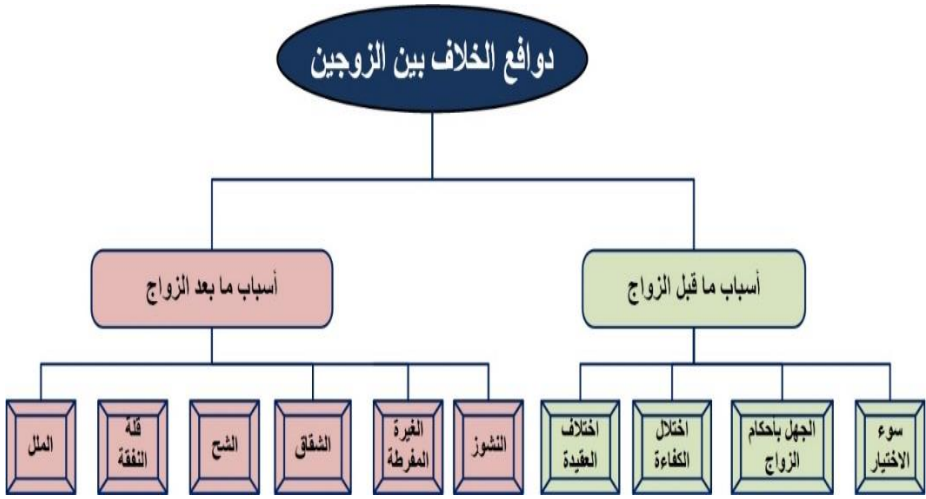 دوافع الخلاف بين الزوجين
أسباب ما قبل الزواج
أسباب ما بعد الزواج
سوء
الاختيار
الجهل بأحكام
الزواج
اختلال
الكفاءة
اختلاف
العقيدة
النشوز
الغيرة
المفرطة
الشقاق
الشح
قلة
النفقة
الملل